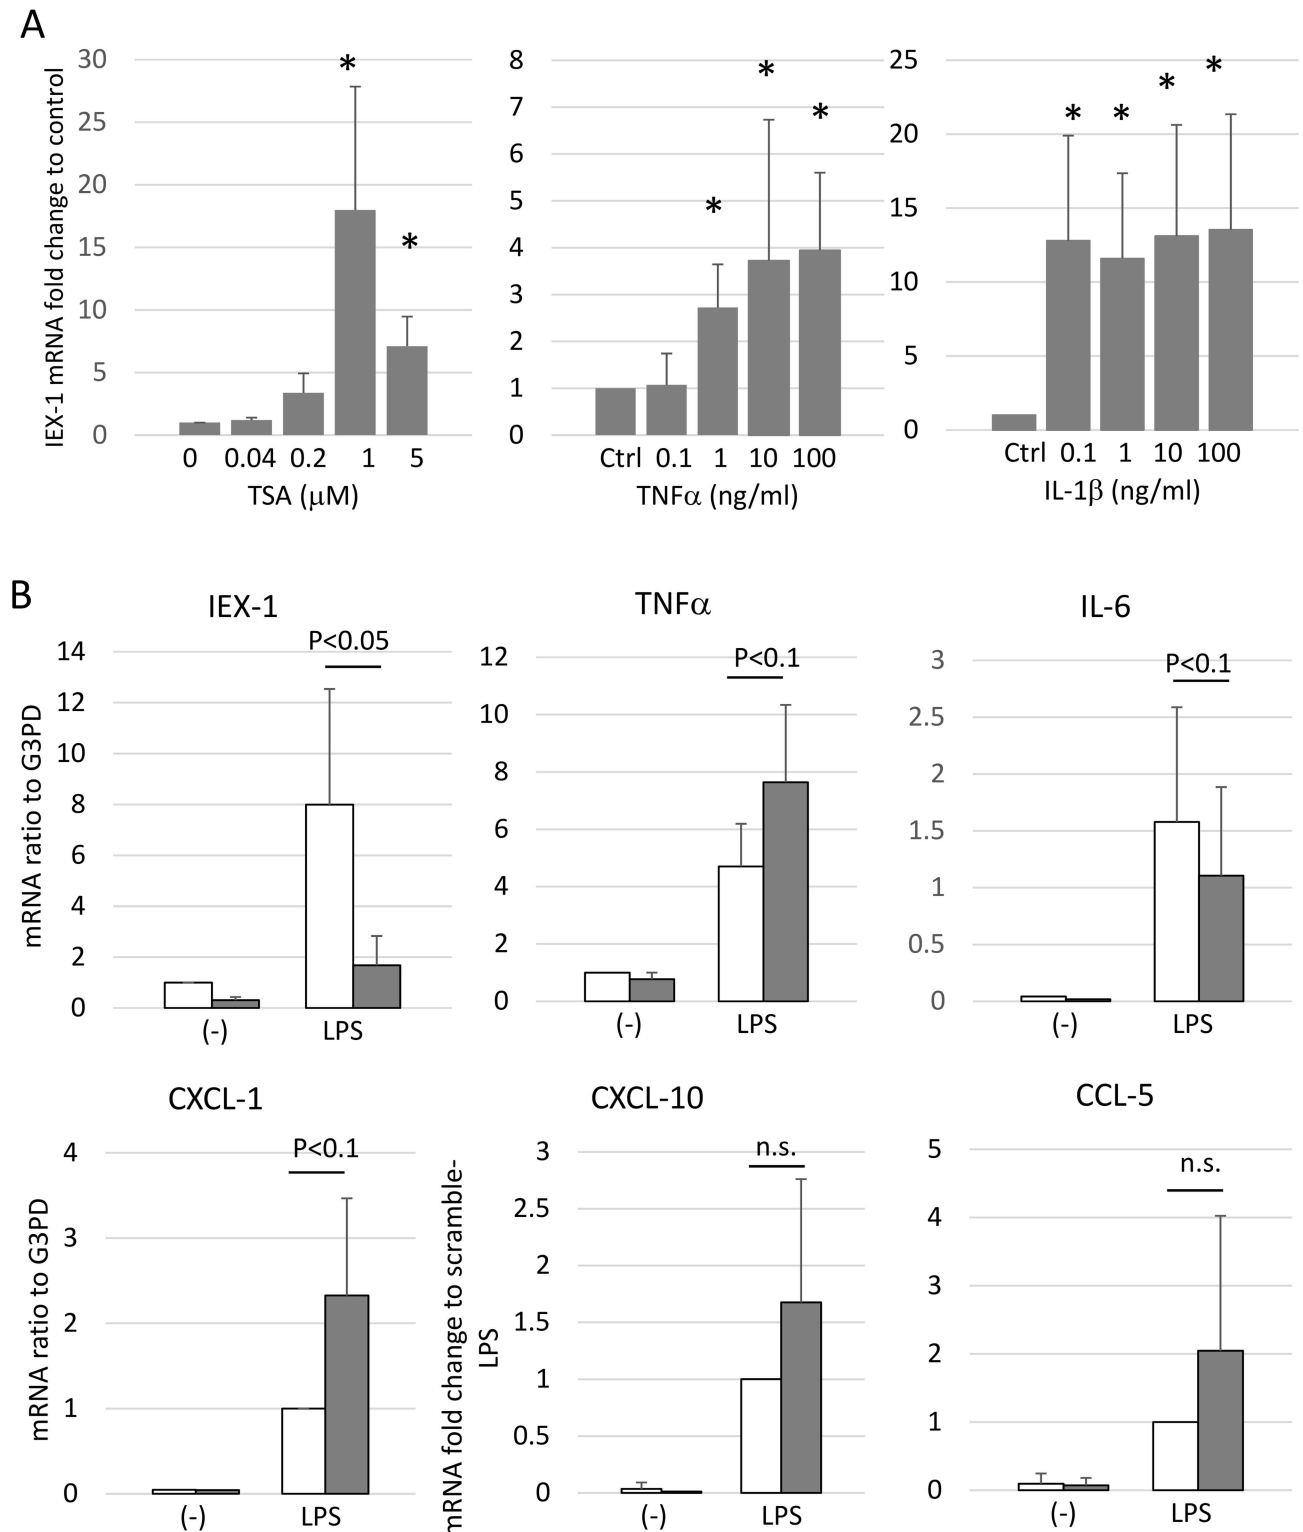 A
IEX-1 mRNA fold change to control
30
25
20
15
10
5
0
*
*
0 0.04 0.2 1 5
TSA (μM)
8
7
6
5
4
3
2
1
0
*
*
*
Ctrl 0.1 1 10 100
TNFα (ng/ml)
25
20
15
10
5
0
* * * *
Ctrl 0.1 1 10 100
IL-1β (ng/ml)
B
IEX-1
mRNA ratio to G3PD
P<0.05
14
12
10
8
6
4
2
0
(-) LPS
TNFα
P<0.1
12
10
8
6
4
2
0
(-) LPS
IL-6
P<0.1
3
2.5
2
1.5
1
0.5
0
(-) LPS
CXCL-1
mRNA ratio to G3PD
P<0.1
4
3
2
1
0
(-) LPS
CXCL-10
mRNA fold change to scramble-
LPS
n.s.
3
2.5
2
1.5
1
0.5
0
(-) LPS
CCL-5
n.s.
5
4
3
2
1
0
(-) LPS